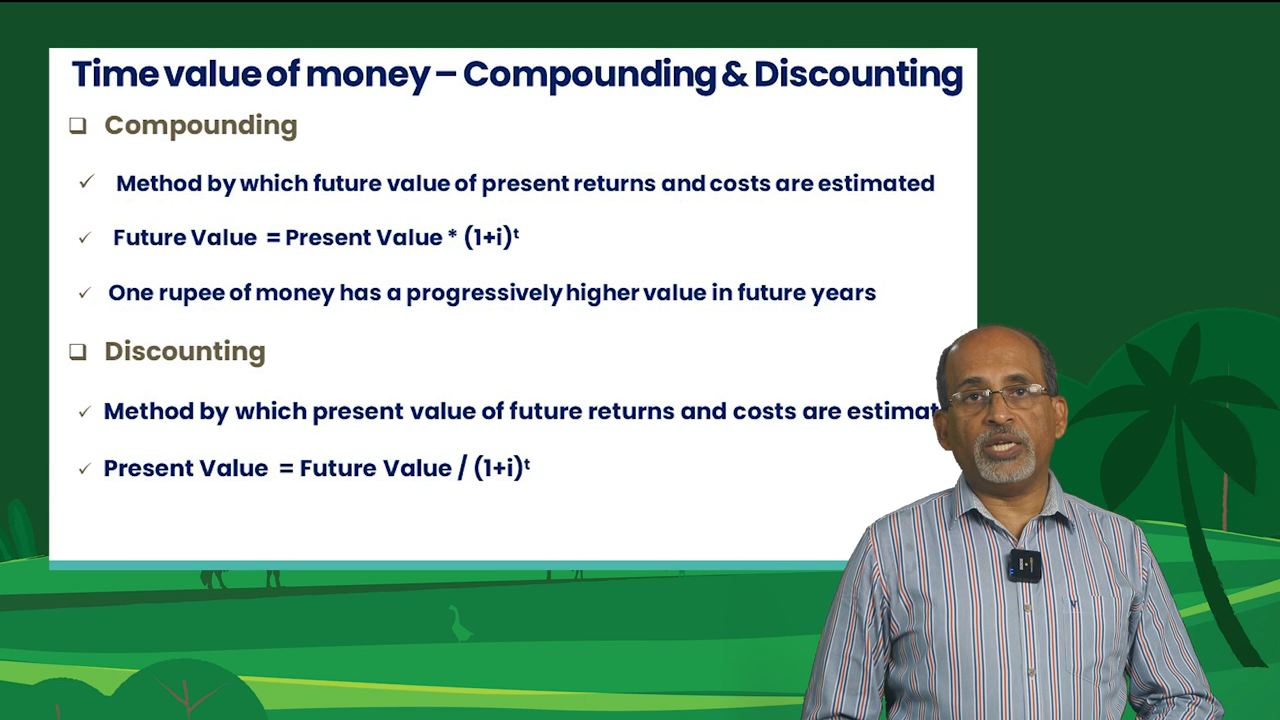 Time value of money – Compounding & Discounting
❑ Compounding
✓ Method by which future value of present returns and costs are estimated
✓ Future Value = Present Value * (1+i)ᵗ
✓ One rupee of money has a progressively higher value in future years
❑ Discounting
✓ Method by which present value of future returns and costs are
✓ Present Value = Future Value / (1+i)ᵗ